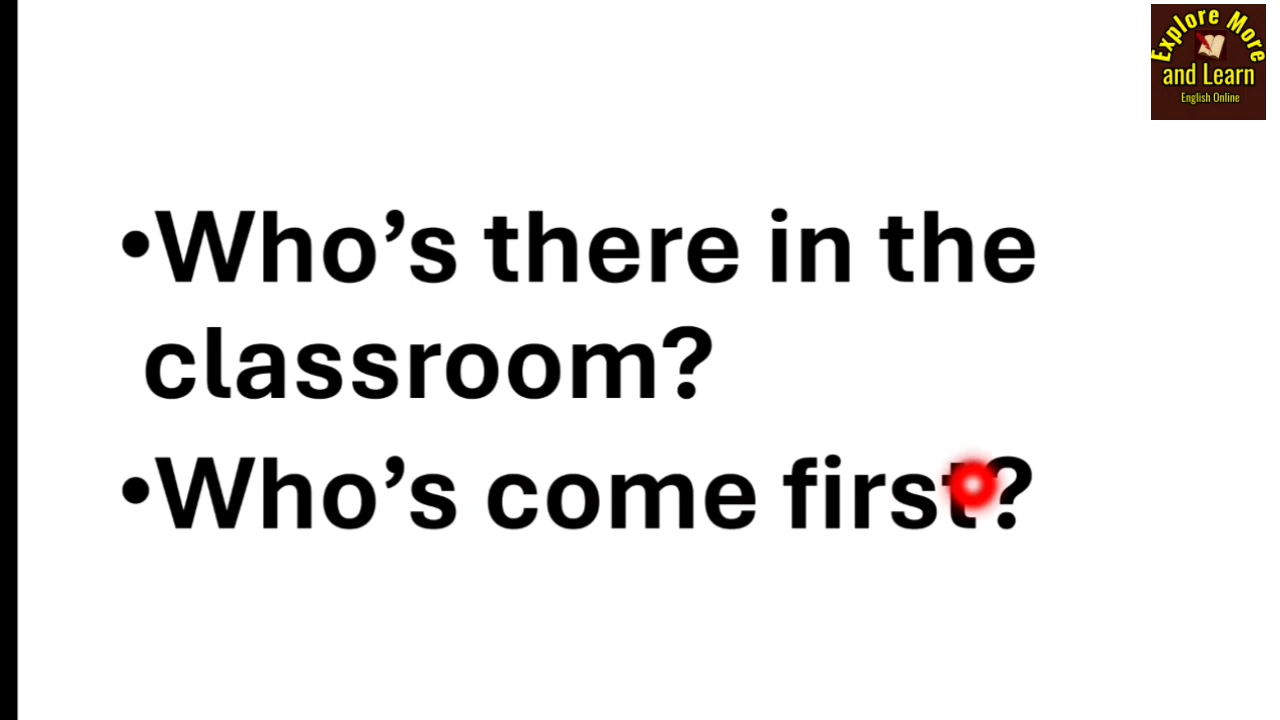 Explore More
and Learn
English Online
•Who’s there in the
classroom?
•Who’s come first?